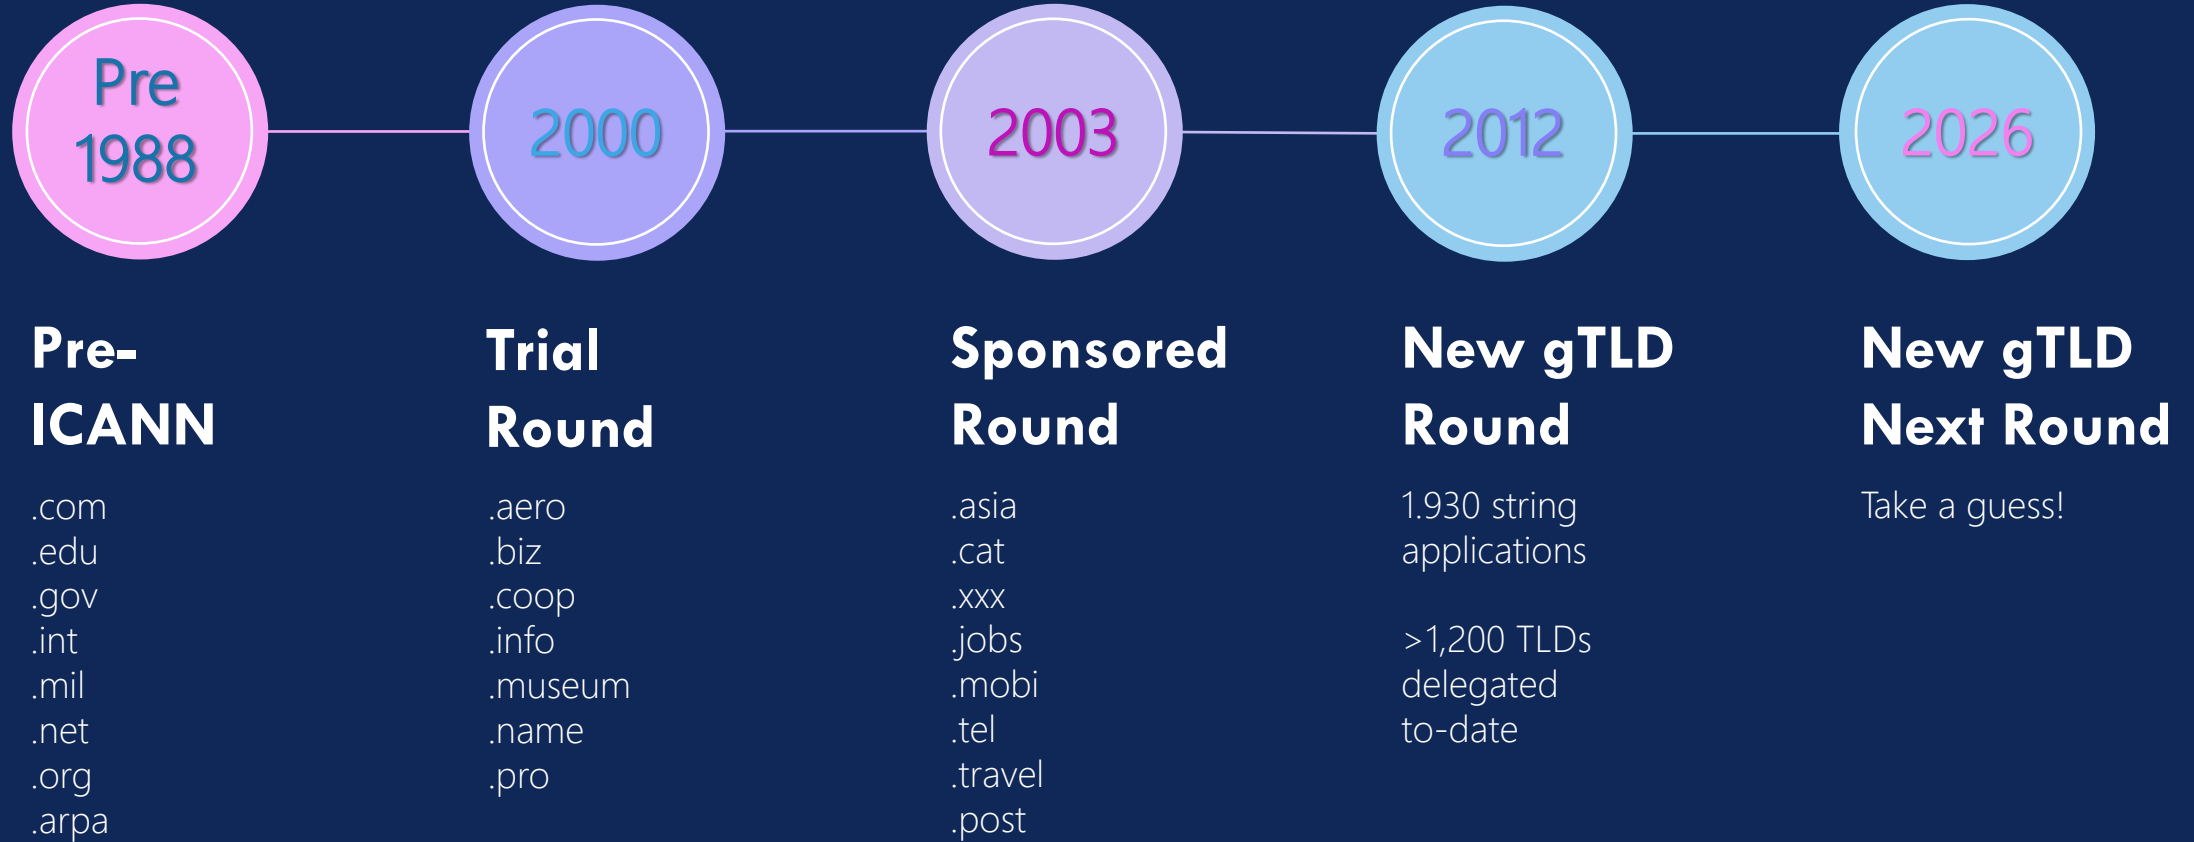 Pre
1988
2000
2003
2012
2026
Pre-
ICANN
.com
.edu
.gov
.int
.mil
.net
.org
.arpa
Trial
Round
.aero
.biz
.coop
.info
.museum
.name
.pro
Sponsored
Round
.asia
.cat
.xxx
.jobs
.mobi
.tel
.travel
.post
New gTLD
Round
1.930 string
applications
>1,200 TLDs
delegated
to-date
New gTLD
Next Round
Take a guess!